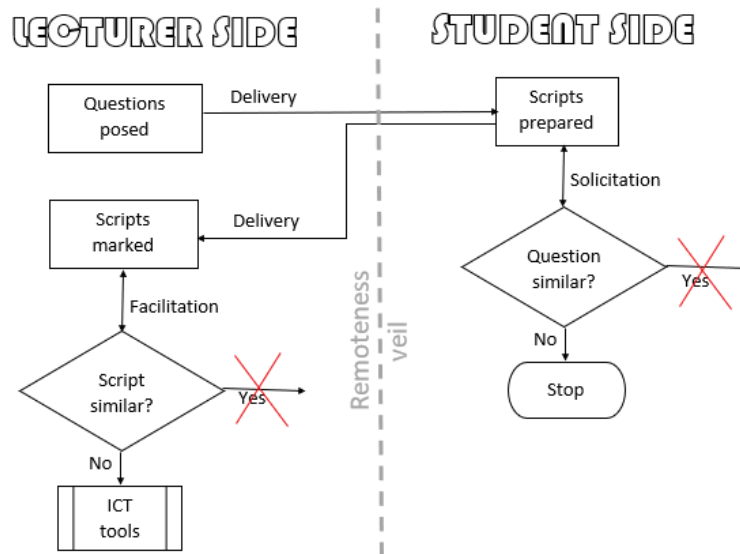 LECTURER SIDE
STUDENT SIDE
Questions
posed
Delivery
Scripts
prepared
Solicitation
Scripts
marked
Delivery
Question
similar?
Yes
Facilitation
No
Remoteness
veil
Script
similar?
Yes
Stop
No
ICT
tools